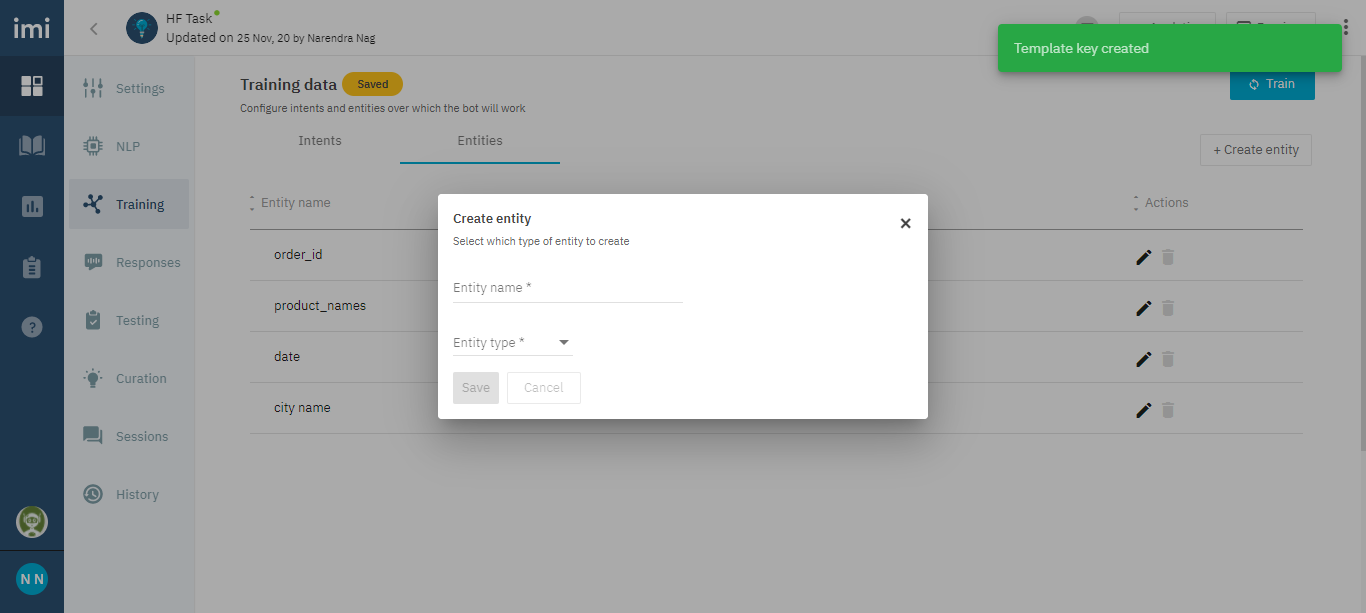 imi
HF Task
Updated on 25 Nov, 20 by Narendra Nag
Template key created
Settings
NLP
Training
Responses
Testing
Curation
Sessions
History
N N
Training data
Saved
Configure intents and entities over which the bot will work
Train
Intents
Entities
+ Create entity
Entity name
Actions
order_id
product_names
date
city name
Create entity
Select which type of entity to create
Entity name *
Entity type *
Save
Cancel